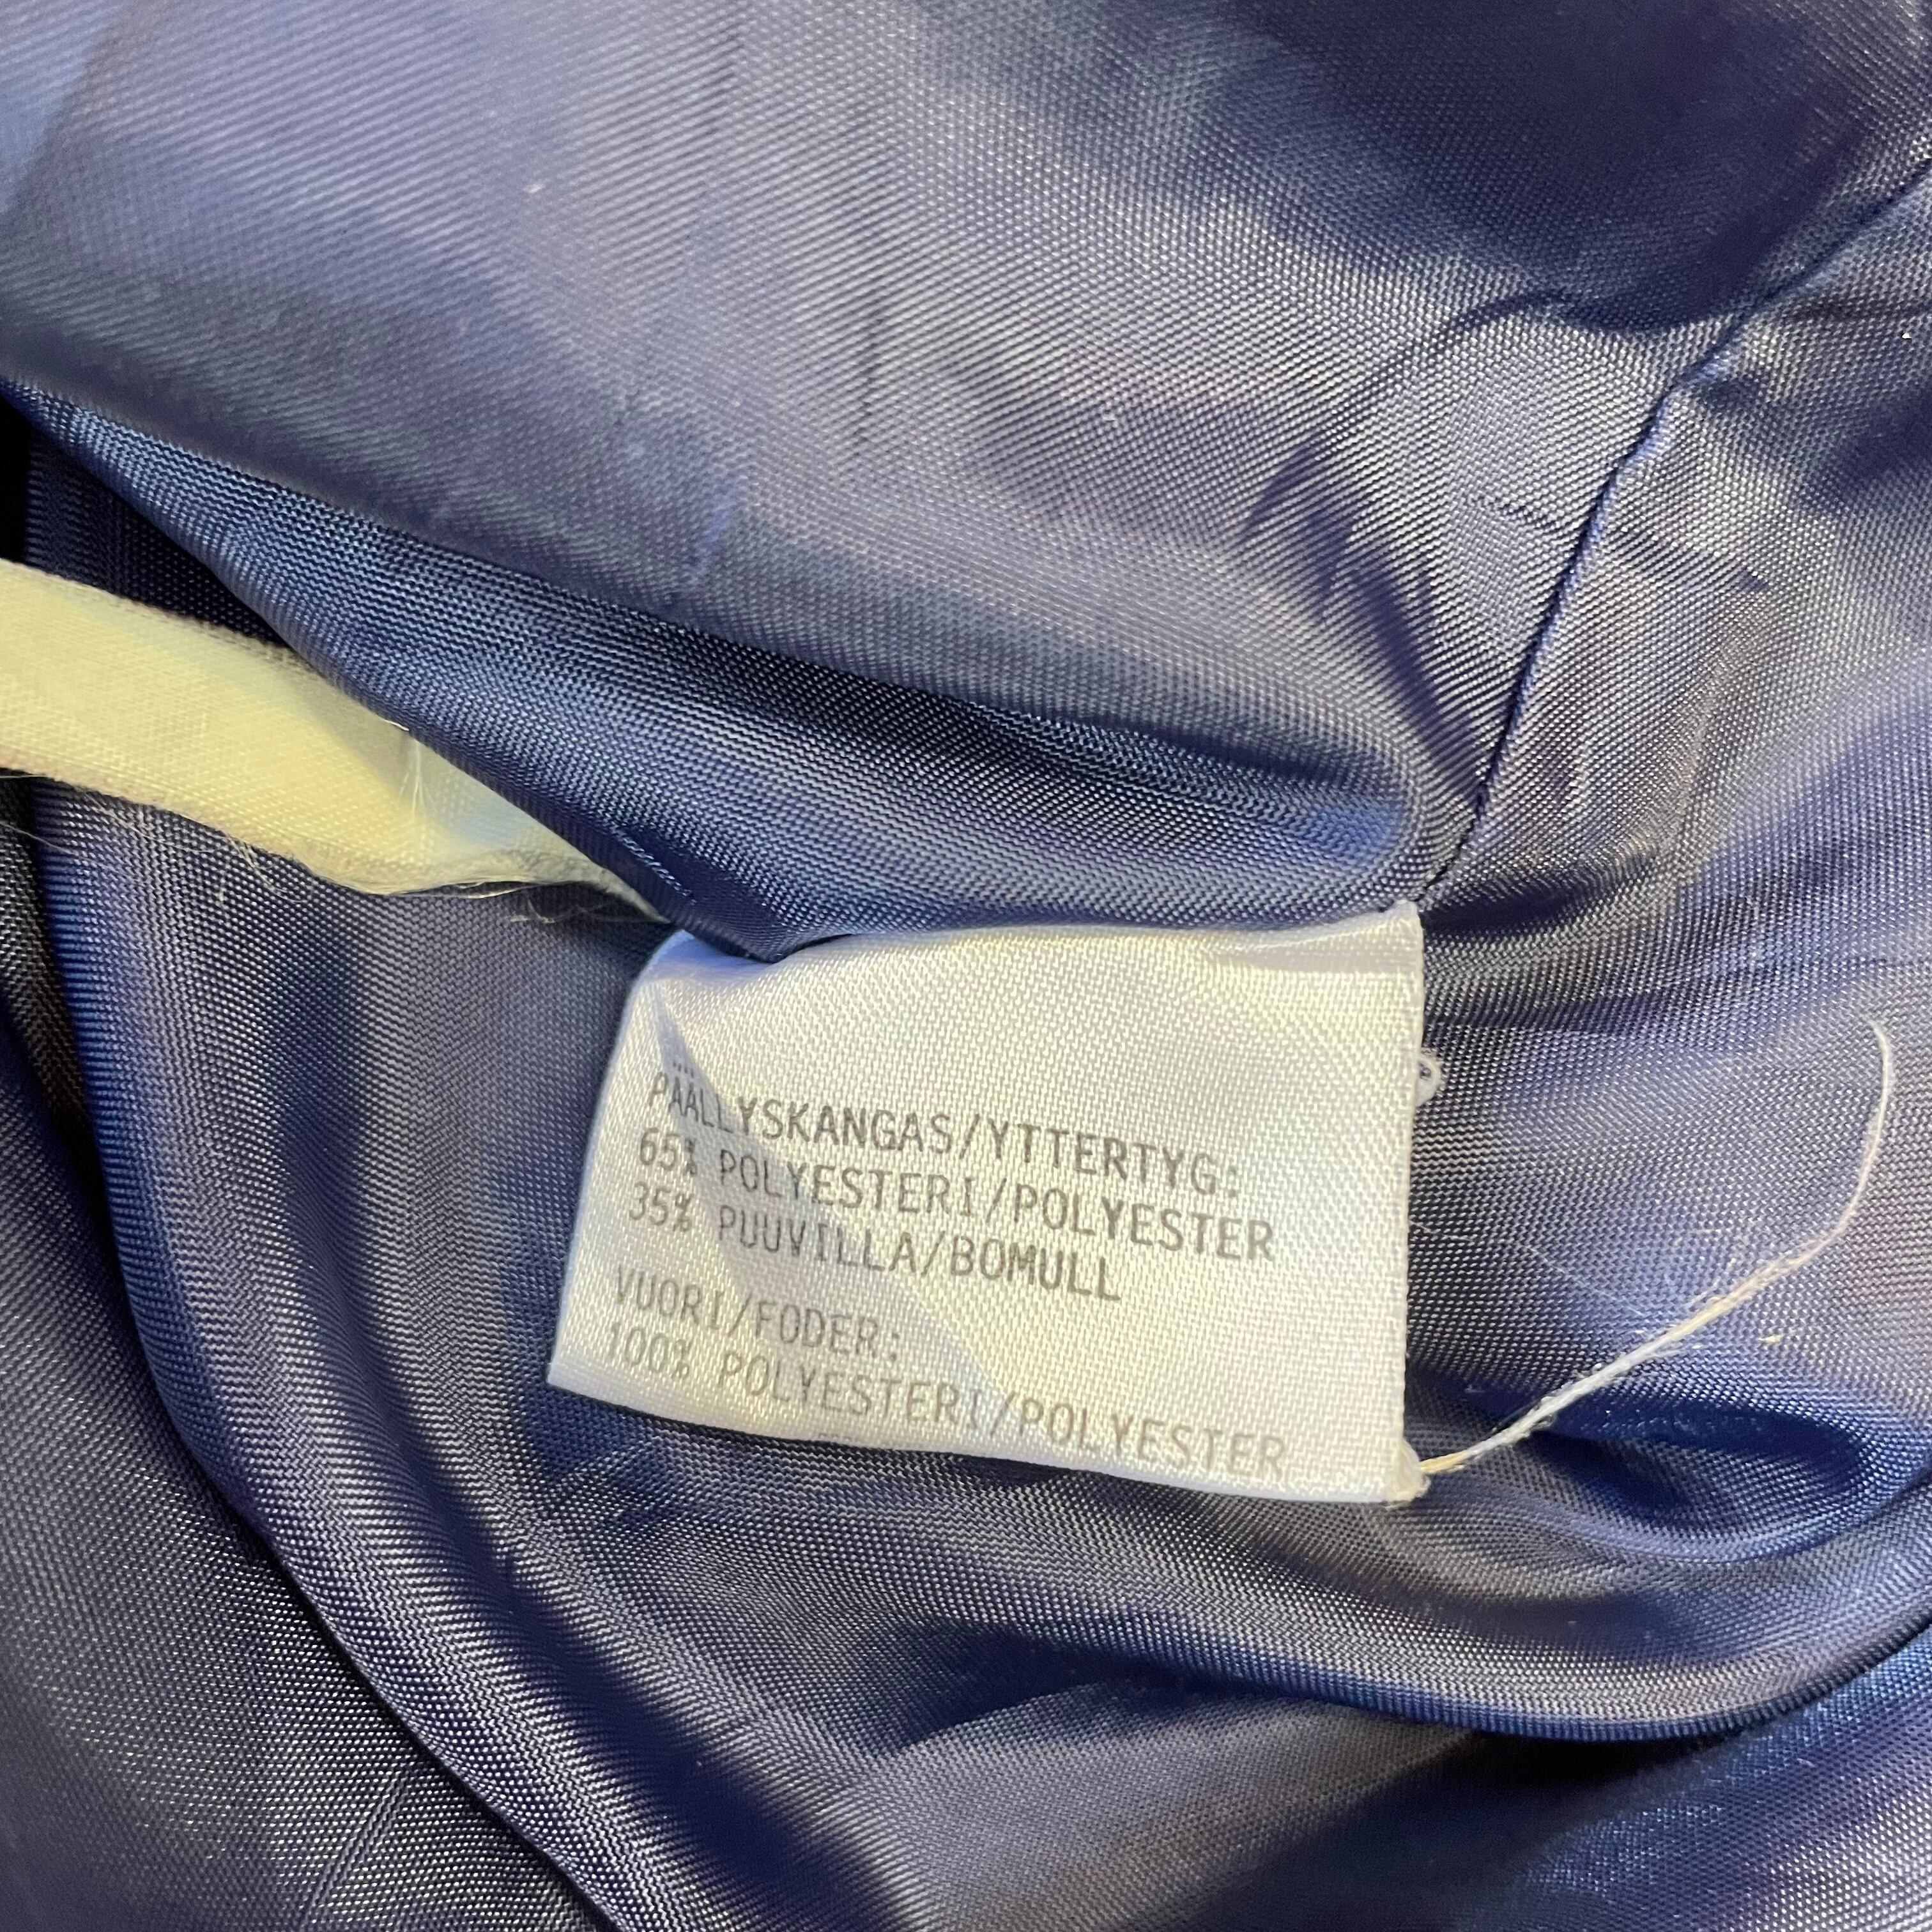 PÄÄLLYSKANGAS/YTTERTYG:
65% POLYESTERI/POLYESTER
35% PUUVILLA/BOMULL
VUORI/FODER:
100% POLYESTERI/POLYESTER